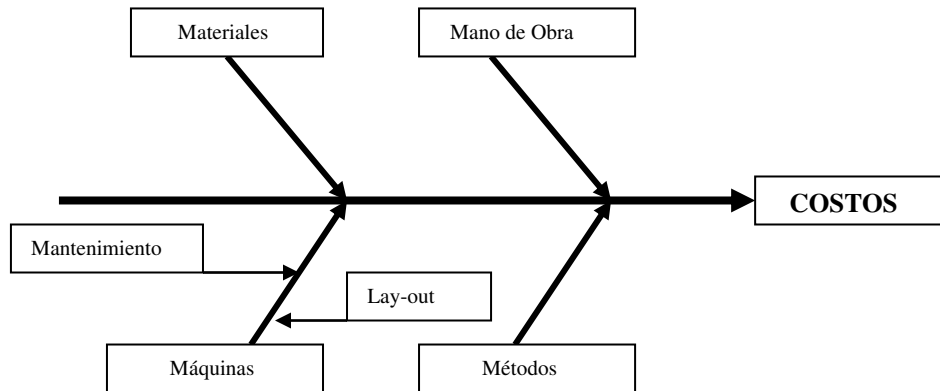 Materiales
Mano de Obra
COSTOS
Mantenimiento
Lay-out
Máquinas
Métodos